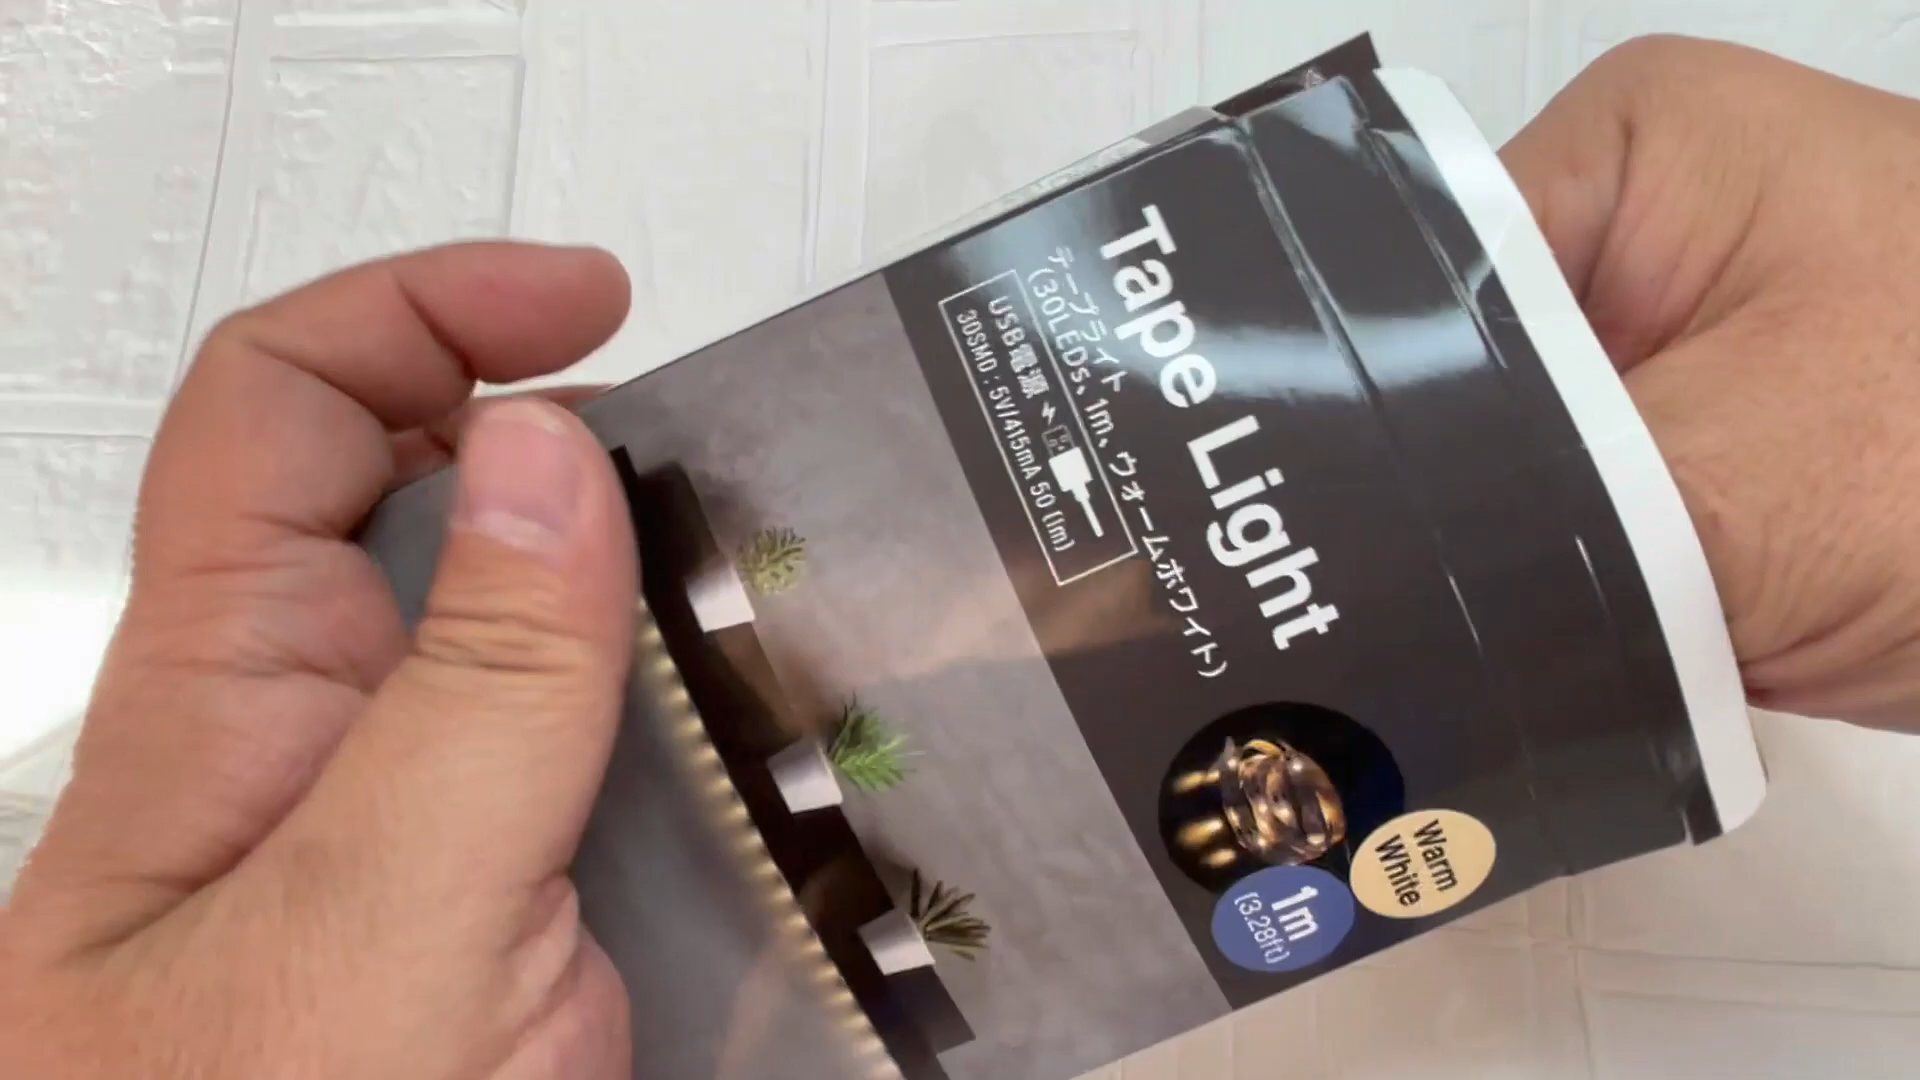 Tape Light
テープライト
(30LEDs、1m、ウォームホワイト)
USB電源
30SMD : 5V/415mA 50 (lm)
Warm
White
1m
(3.28ft)